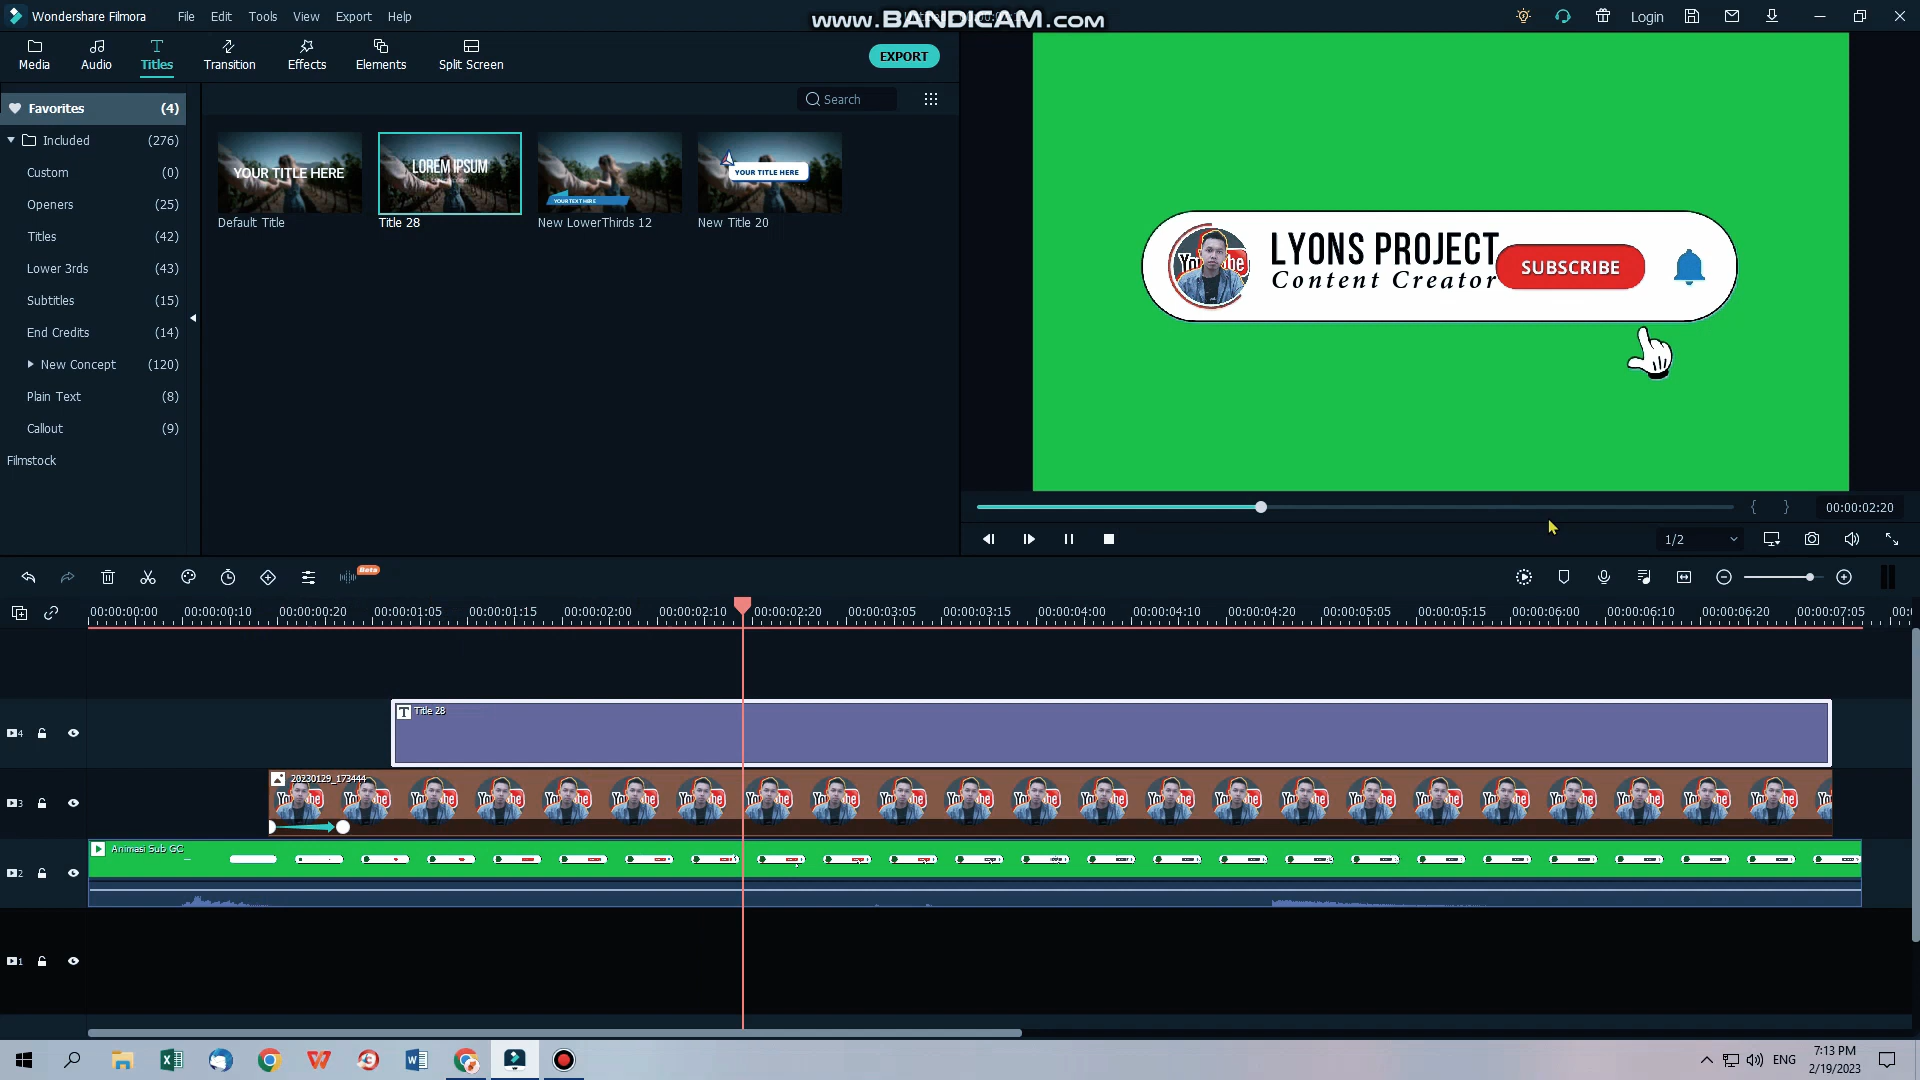 Wondershare Filmora
File
Edit
Tools
View
Export
Help
www.BANDICAM.com
Login
Media
Audio
Titles
Transition
Effects
Elements
Split Screen
EXPORT
Favorites (4)
Included (276)
Custom (0)
Openers (25)
Titles (42)
Lower 3rds (43)
Subtitles (15)
End Credits (14)
New Concept (120)
Plain Text (8)
Callout (9)
Filmstock
Search
YOUR TITLE HERE
LOREM IPSUM
YOUR TEXT HERE
YOUR TITLE HERE
Default Title
Title 28
New LowerThirds 12
New Title 20
LYONS PROJECT
Content Creator
SUBSCRIBE
{ }
00:00:02:20
1/2
Beta
00:00:00:00
00:00:00:10
00:00:00:20
00:00:01:05
00:00:01:15
00:00:02:00
00:00:02:10
00:00:02:20
00:00:03:05
00:00:03:15
00:00:04:00
00:00:04:10
00:00:04:20
00:00:05:05
00:00:05:15
00:00:06:00
00:00:06:10
00:00:06:20
00:00:07:05
4
T Title 28
3
20230129_173444
2
Animasi Sub GC
1
ENG
7:13 PM
2/19/2023